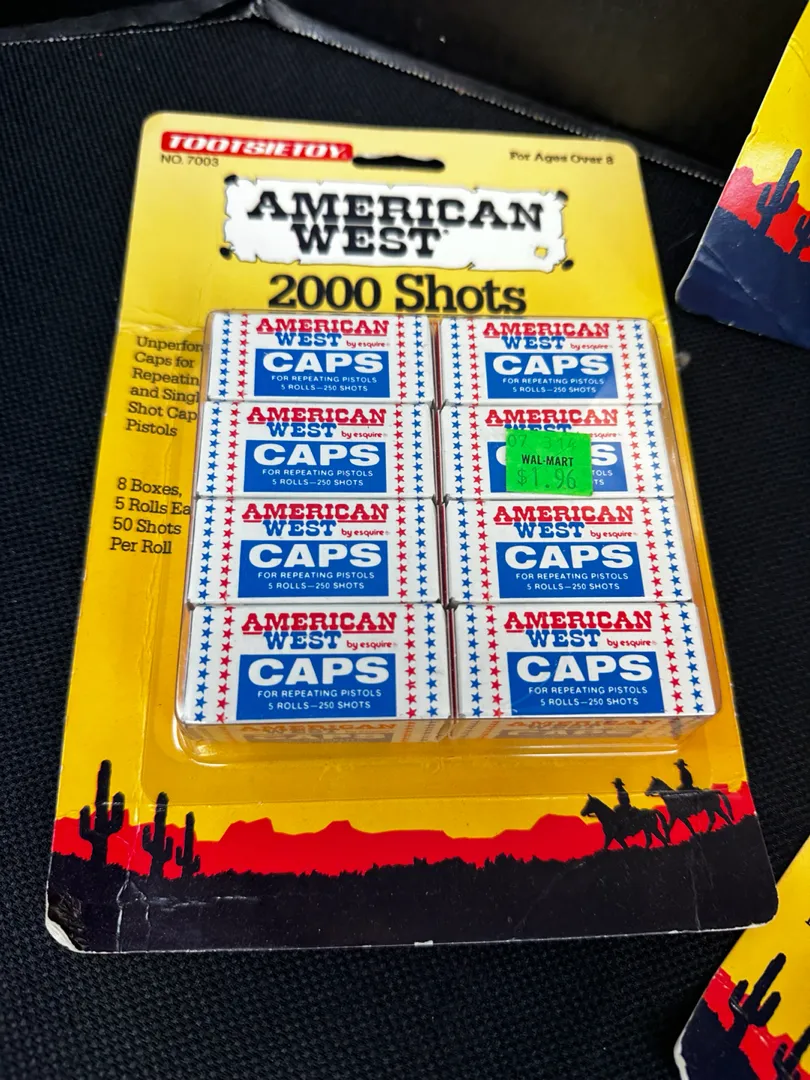 TOOTSIETOY
NO. 7003
For Ages Over 8
AMERICAN
WEST
2000 Shots
Caps for
Shot Cap
Pistols
8 Boxes,
50 Shots
Per Roll
AMERICAN
WEST by esquire®
CAPS
FOR REPEATING PISTOLS
5 ROLLS—250 SHOTS
AMERICAN
WEST by esquire®
CAPS
FOR REPEATING PISTOLS
5 ROLLS—250 SHOTS
AMERICAN
WEST by esquire®
CAPS
FOR REPEATING PISTOLS
5 ROLLS—250 SHOTS
AMERICAN
WAL-MART
$1.96
AMERICAN
WEST by esquire®
CAPS
FOR REPEATING PISTOLS
5 ROLLS—250 SHOTS
AMERICAN
WEST by esquire®
CAPS
FOR REPEATING PISTOLS
5 ROLLS—250 SHOTS
AMERICAN
WEST by esquire®
CAPS
FOR REPEATING PISTOLS
5 ROLLS—250 SHOTS
AMERICAN
WEST by esquire®
CAPS
FOR REPEATING PISTOLS
5 ROLLS—250 SHOTS